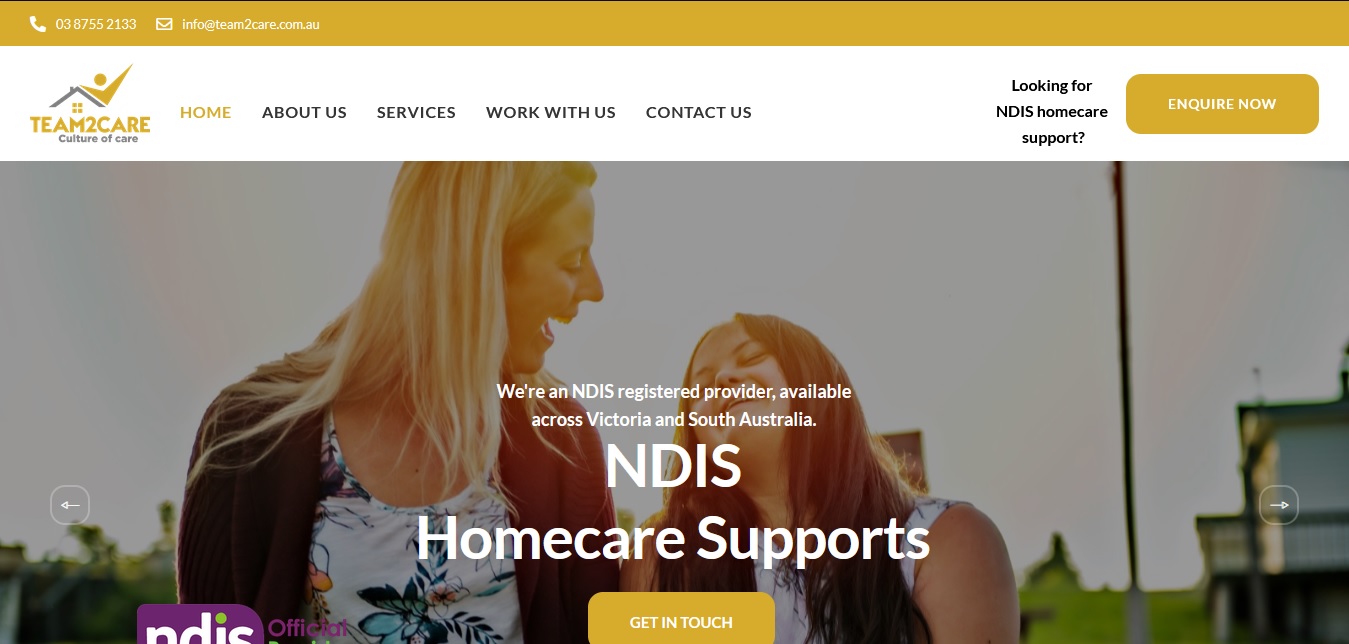 03 8755 2133 info@team2care.com.au
TEAM2CARE
Culture of care
HOME ABOUT US SERVICES WORK WITH US CONTACT US
Looking for
NDIS homecare
support?
ENQUIRE NOW
We're an NDIS registered provider, available
across Victoria and South Australia.
NDIS
Homecare Supports
GET IN TOUCH
ndis
Official